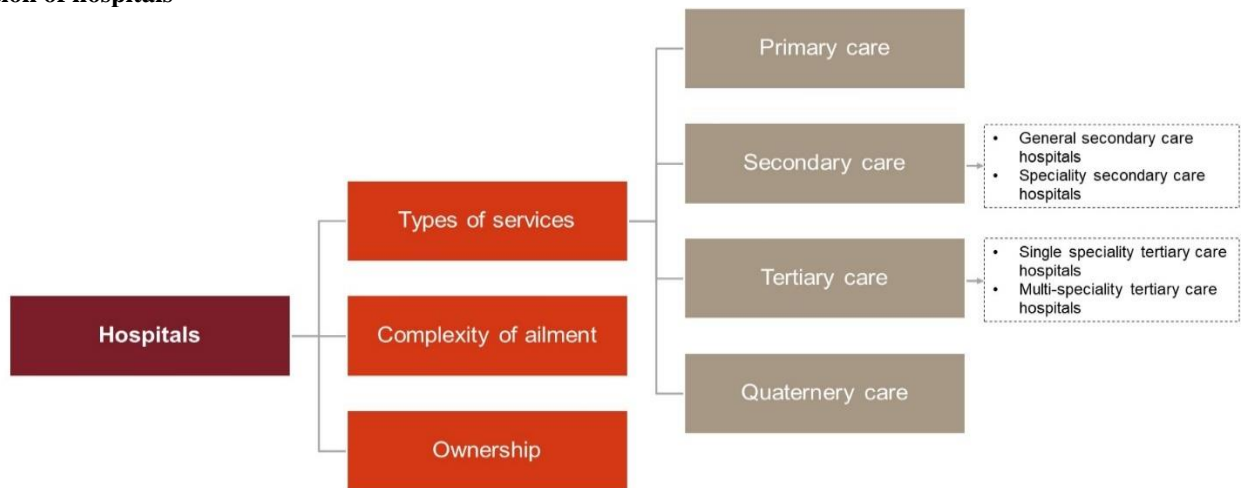 of hospitals
Primary care
Secondary care
• General secondary care
hospitals
• Speciality secondary care
hospitals
Types of services
Tertiary care
• Single speciality tertiary care
hospitals
• Multi-speciality tertiary care
hospitals
Hospitals
Complexity of ailment
Quaternery care
Ownership